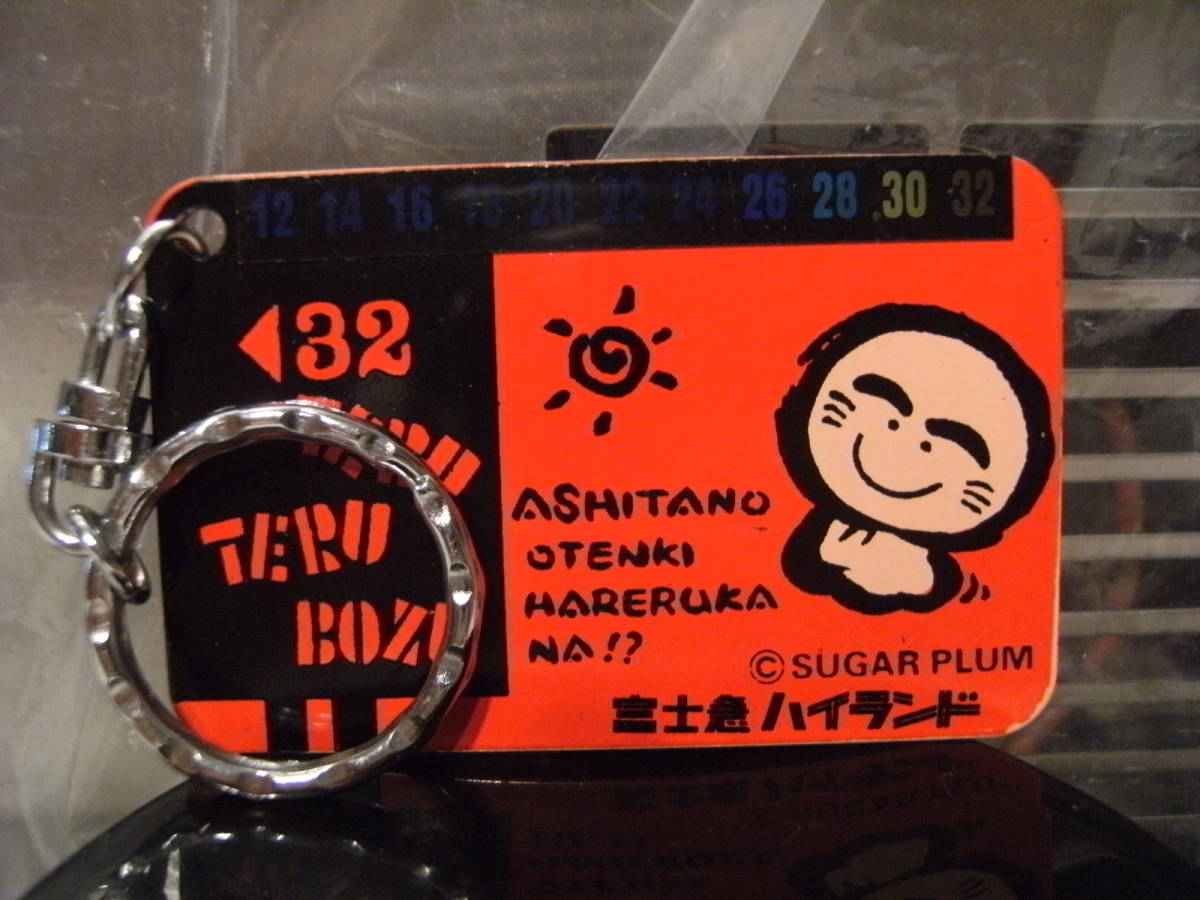 12 14 16 18 20 22 24 26 28 30 32
32
TERU
TERU
BOZU
ASHITANO
OTENKI
HARERUKA
NA!?
© SUGAR PLUM
富士急ハイランド